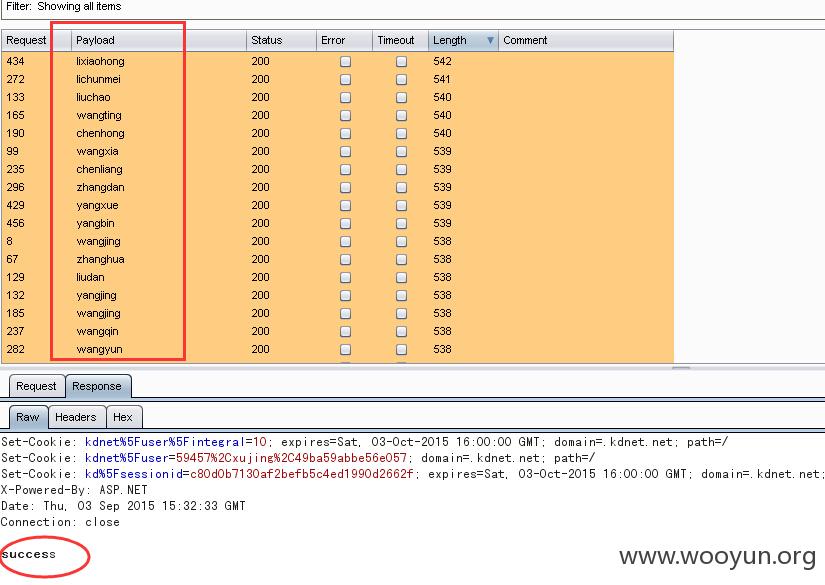 Filter: Showing all items
Request Payload Status Error Timeout Length Comment
434 lixiaohong 200 542
272 lichunmei 200 541
133 liuchao 200 540
165 wangting 200 540
190 chenhong 200 540
99 wangxia 200 539
235 chenliang 200 539
296 zhangdan 200 539
429 yangxue 200 539
456 yangbin 200 539
8 wangjing 200 538
67 zhanghua 200 538
129 liudan 200 538
132 yangjing 200 538
185 wangjing 200 538
237 wangqin 200 538
282 wangyun 200 538
Request Response
Raw Headers Hex
Set-Cookie: kdnet%5Fuser%5Fintegral=10; expires=Sat, 03-Oct-2015 16:00:00 GMT; domain=.kdnet.net; path=/
Set-Cookie: kdnet%5Fuser=59457%2Cxujing%2C49ba59abbe56e057; domain=.kdnet.net; path=/
Set-Cookie: kd%5Fsessionid=c80d0b7130af2befb5c4ed1990d2662f; expires=Sat, 03-Oct-2015 16:00:00 GMT; domain=.kdnet.net;
X-Powered-By: ASP.NET
Date: Thu, 03 Sep 2015 15:32:33 GMT
Connection: close
success
www.wooyun.org